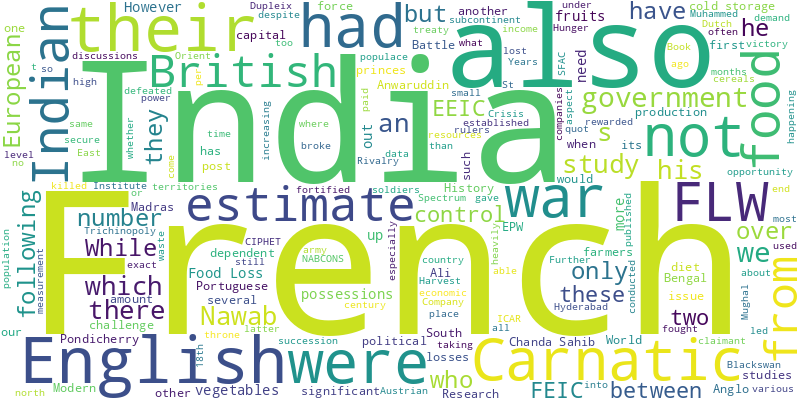 India
French
also
their
had
have
he
Indian
British
European
they
but
cold storage
Muhammed
Dutch
one
Dupleix
despite
force
Orient
However
discussions
capital
another
subcontinent
income
under
demand
often
Hunger
treaty
what
first
victory
Battle
lost
too
Book
ago
small
Years
St
months
cereals
happening
t
so
high
populace
princes
fruits
SFAC
need
food
defeated
power
per
Anwaruddin
government
same
secure
East
whether
increasing
paid
rulers
Crisis
aspect
companies
production
rewarded
EEIC
an
out
level
no
time
where
resources
than
established
quot
when
its
not
s
has
post
data
broke
Rivalry
such
would
study
his
opportunity
end
most
come
killed
Institute
territories
or
fortified
soldiers
Spectrum
gave
History
FLW
war
estimate
Madras
number
control
EPW
more
published
over
Trichinopoly
up
farmers
we
used
about
while
following
measurement
population
exact
CIPHET
still
waste
army
NABCONS
especially
heavily
country
Further
conducted
only
diet
Bengal
Mughal
which
there
amount
Food Loss
dependent
Portuguese
several
possessions
century
Ali
Harvest
economic
Company
able
these
Hyderabad
issue
two
from
our
challenge
Nawab
latter
throne
place
ICAR
all
fought
led
claimant
Pondicherry
succession
political
South
taking
Chanda Sahib
World
Anglo
various
English
were
18th
Carnatic
losses
who
FEIC
into
between
Blackswan
studies
north
Modern
other
vegetables
significant
Austrian
Research